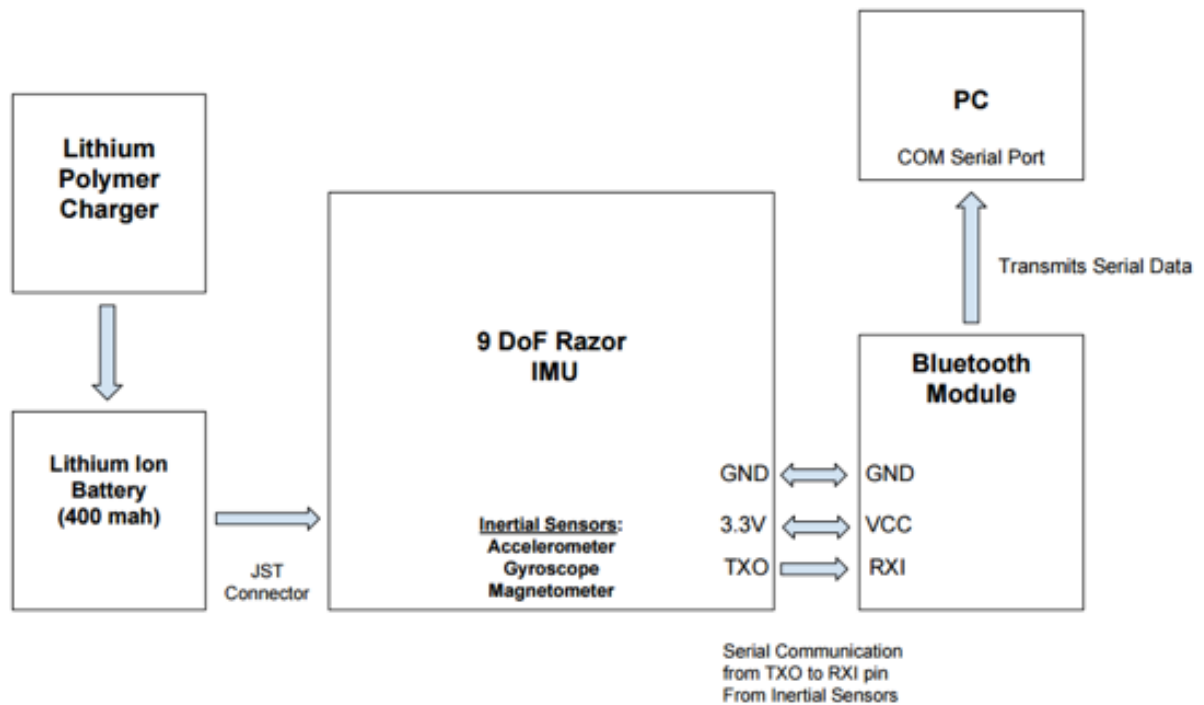 Lithium
Polymer
Charger
Lithium Ion
Battery
(400 mah)
JST
Connector
9 DoF Razor
IMU
Inertial Sensors:
Accelerometer
Gyroscope
Magnetometer
GND
3.3V
TXO
GND
VCC
RXI
Bluetooth
Module
Transmits Serial Data
PC
COM Serial Port
Serial Communication
from TXO to RXI pin
From Inertial Sensors